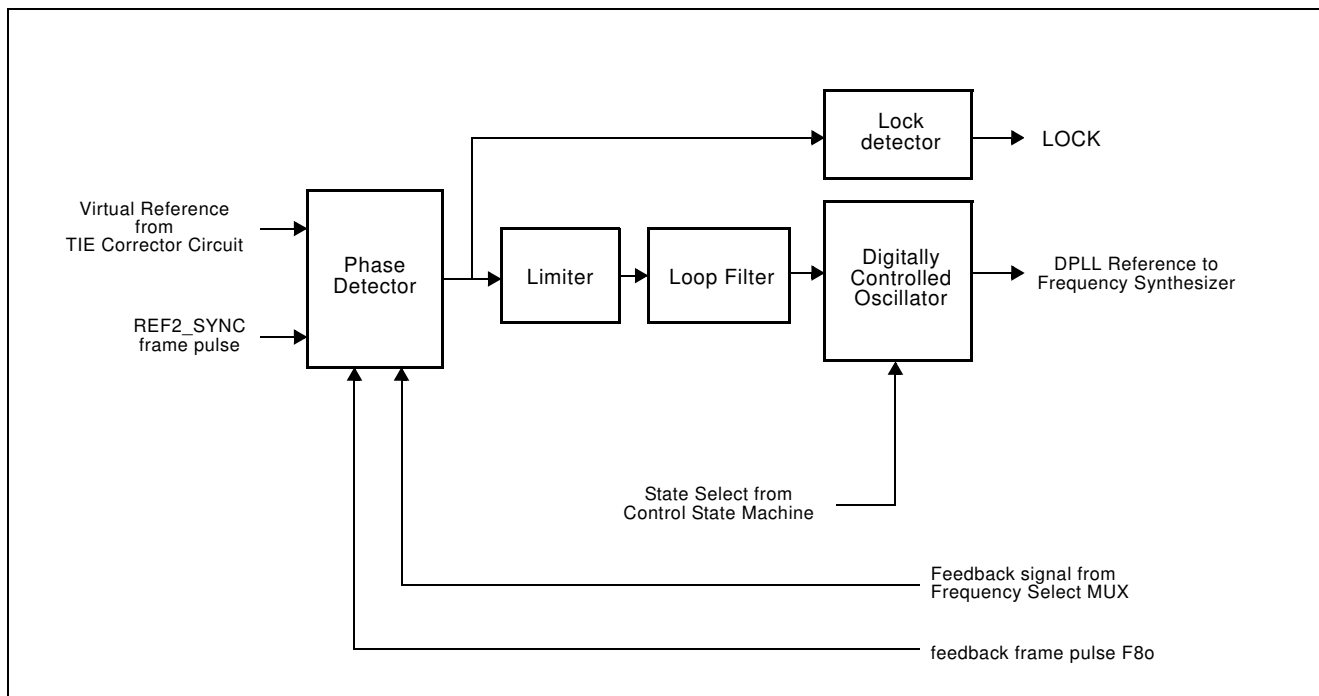 Lock
detector
LOCK
Virtual Reference
from
TIE Corrector Circuit
Phase
Detector
Limiter
Loop Filter
Digitally
Controlled
Oscillator
DPLL Reference to
Frequency Synthesizer
REF2_SYNC
frame pulse
State Select from
Control State Machine
Feedback signal from
Frequency Select MUX
feedback frame pulse F8o